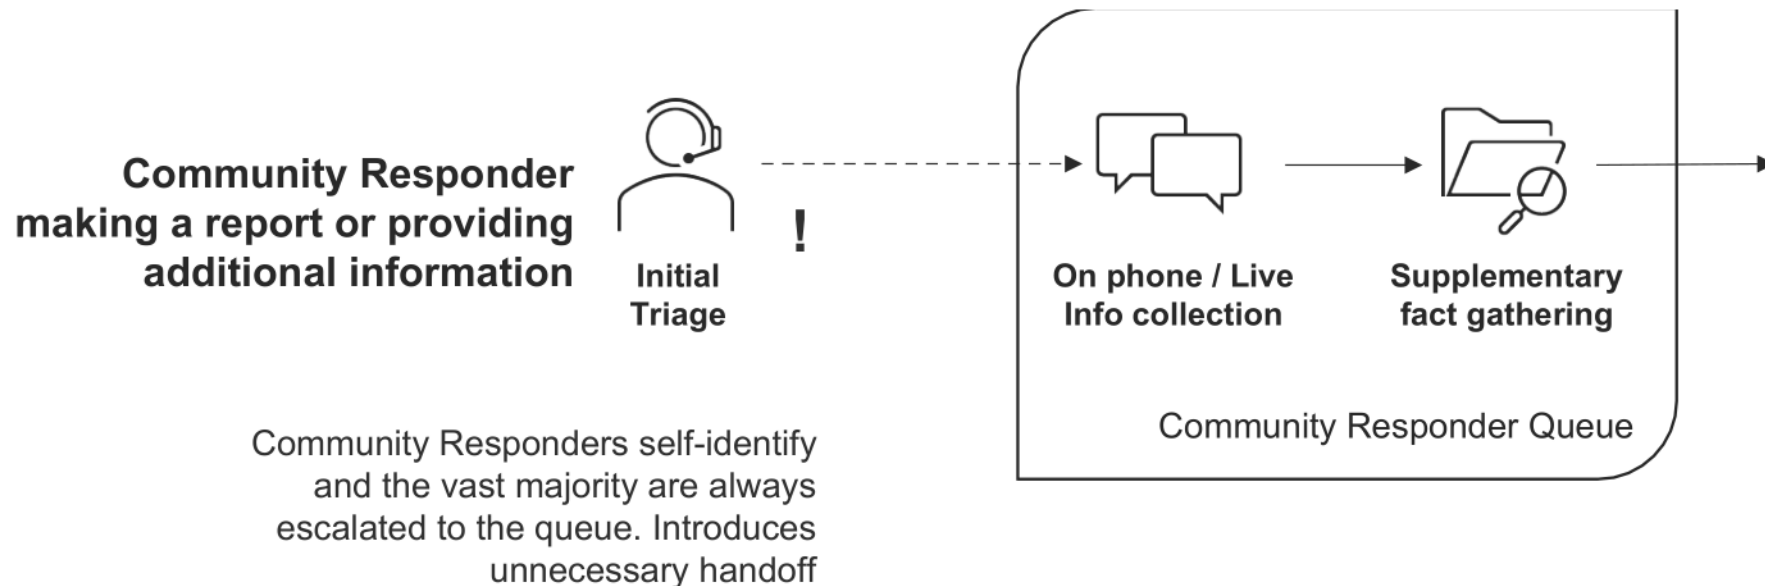 Community Responder
making a report or providing
additional information
!
Initial
Triage
On phone / Live
Info collection
Supplementary
fact gathering
Community Responder Queue
Community Responders self-identify
and the vast majority are always
escalated to the queue. Introduces
unnecessary handoff